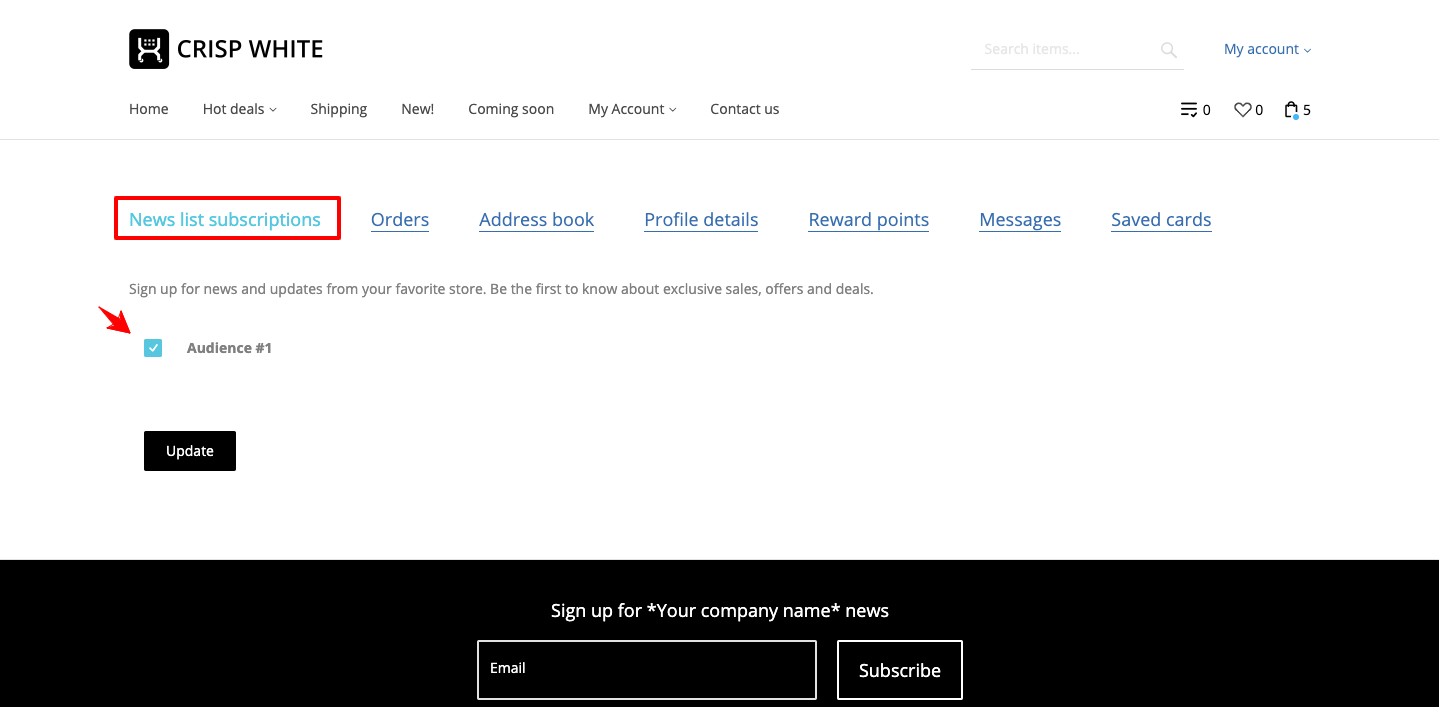 CRISP WHITE
Search items...
My account
Home Hot deals Shipping New! Coming soon My Account Contact us
0 0 5
News list subscriptions Orders Address book Profile details Reward points Messages Saved cards
Sign up for news and updates from your favorite store. Be the first to know about exclusive sales, offers and deals.
Audience #1
Update
Sign up for *Your company name* news
Email
Subscribe